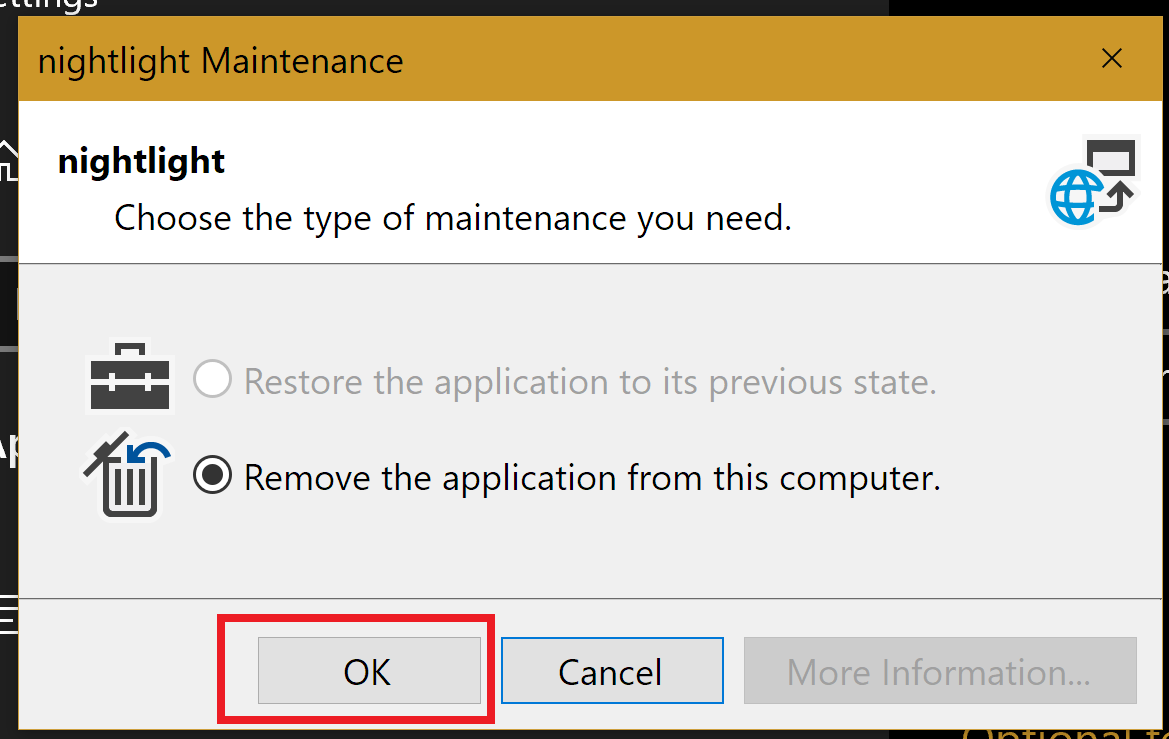 ettings
nightlight Maintenance
nightlight
Choose the type of maintenance you need.
Restore the application to its previous state.
Remove the application from this computer.
OK
Cancel
More Information...